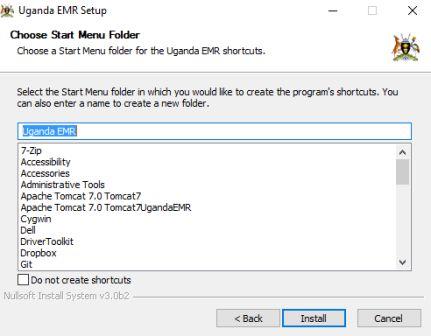 Uganda EMR Setup
Choose Start Menu Folder
Choose a Start Menu folder for the Uganda EMR shortcuts.
Select the Start Menu folder in which you would like to create the program's shortcuts. You
can also enter a name to create a new folder.
Uganda EMR
7-Zip
Accessibility
Accessories
Administrative Tools
Apache Tomcat 7.0 Tomcat7
Apache Tomcat 7.0 Tomcat7UgandaEMR
Cygwin
Dell
DriverToolkit
Dropbox
Git
Do not create shortcuts
Nullsoft Install System v3.0b2
< Back
Install
Cancel